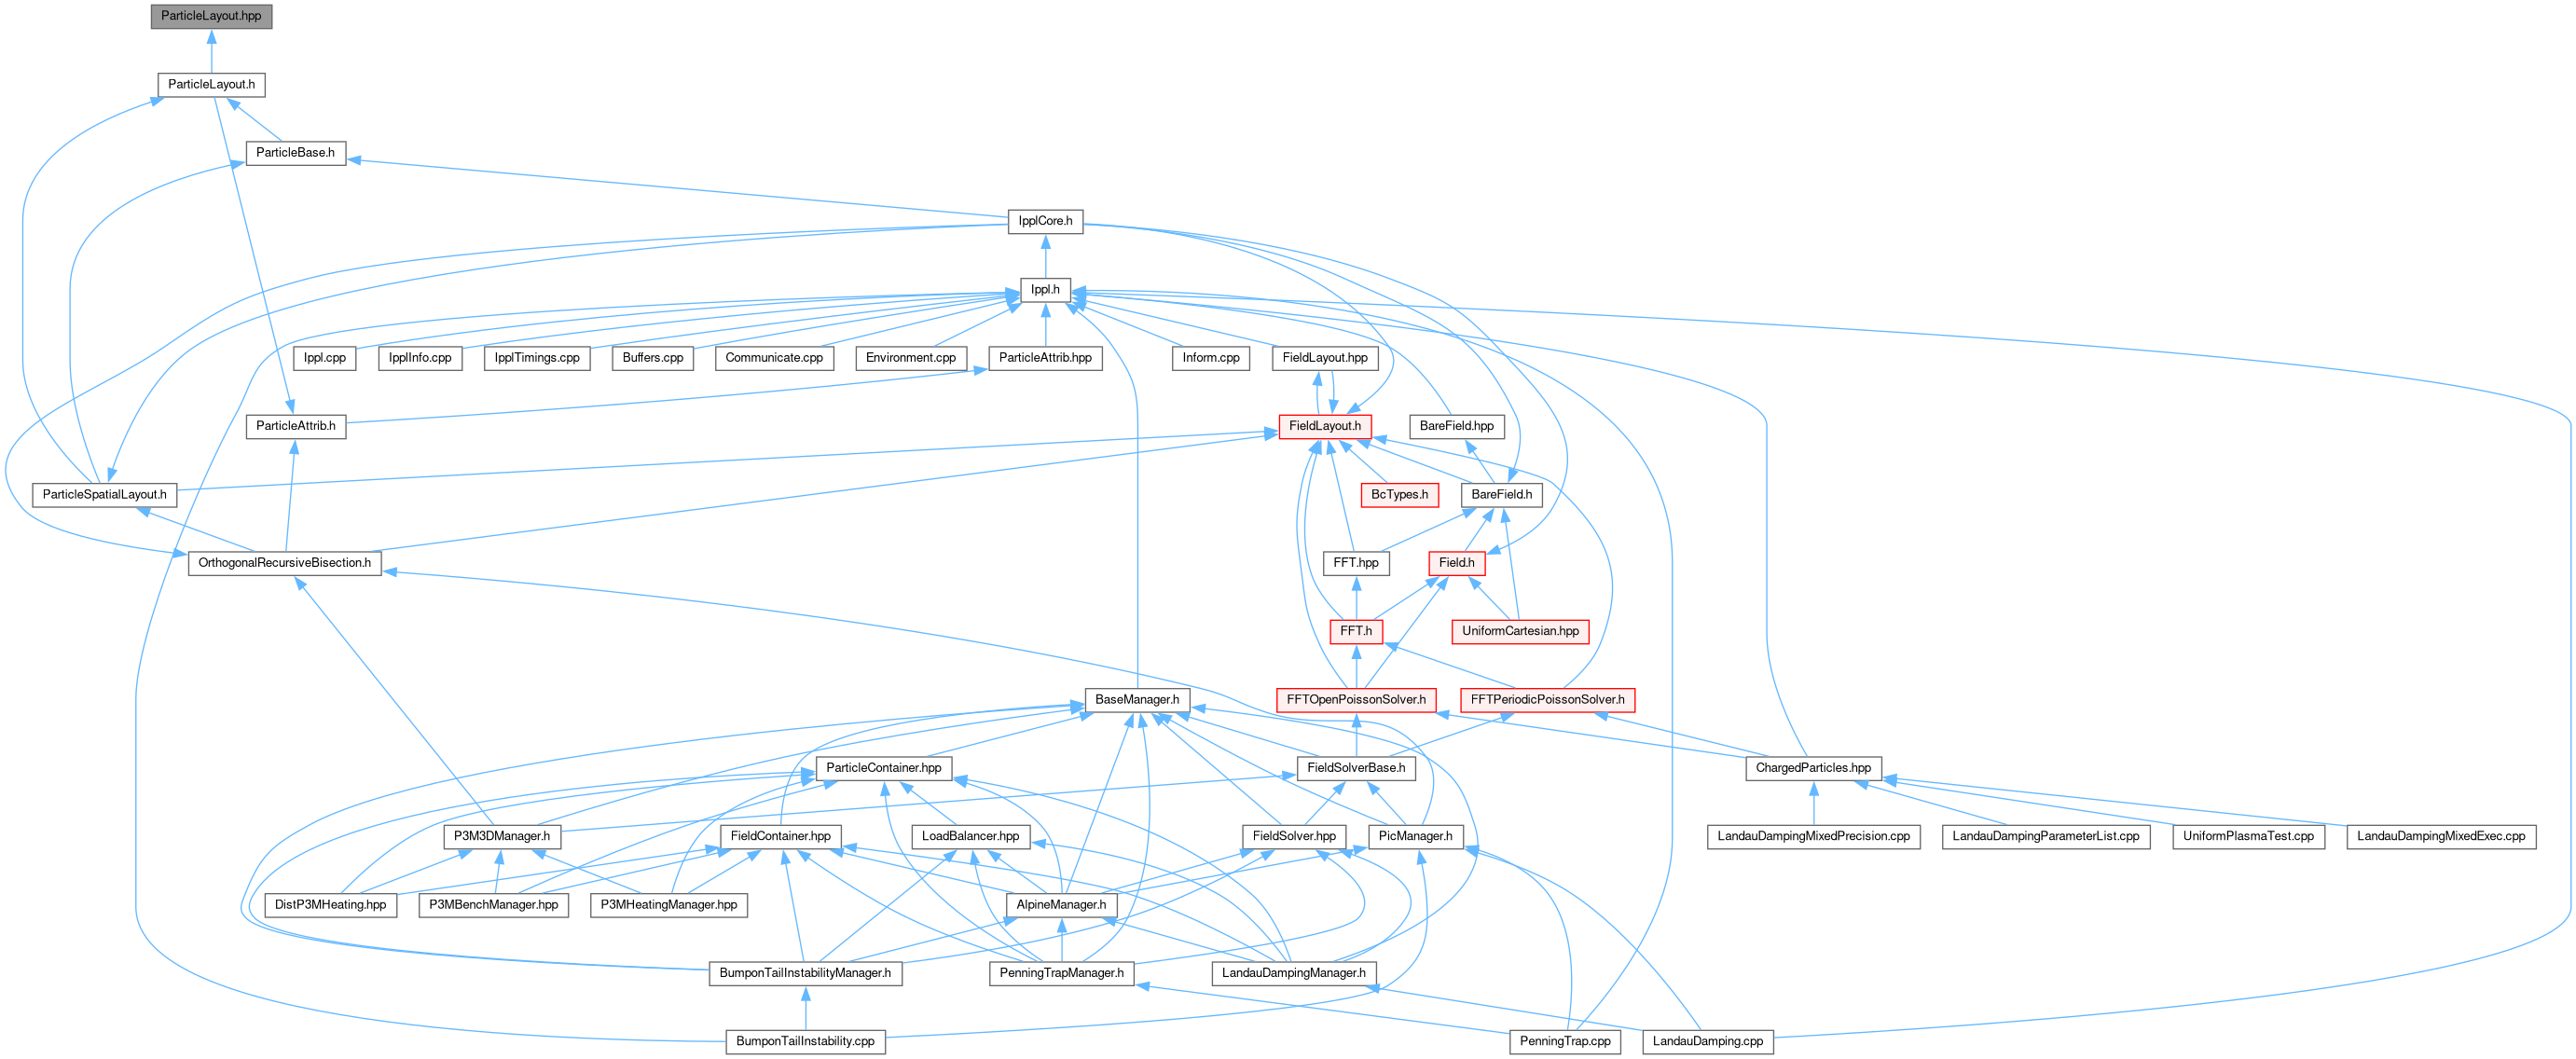 ParticleLayout.hpp
ParticleLayout.h
ParticleBase.h
IpplCore.h
Ippl.h
Ippl.cpp
IpplInfo.cpp
IpplTimings.cpp
Buffers.cpp
Communicate.cpp
Environment.cpp
ParticleAttrib.hpp
Inform.cpp
FieldLayout.hpp
ParticleAttrib.h
FieldLayout.h
BareField.hpp
ParticleSpatialLayout.h
BcTypes.h
BareField.h
OrthogonalRecursiveBisection.h
FFT.hpp
Field.h
FFT.h
UniformCartesian.hpp
BaseManager.h
FFTOpenPoissonSolver.h
FFTPeriodicPoissonSolver.h
ParticleContainer.hpp
FieldSolverBase.h
ChargedParticles.hpp
P3M3DManager.h
FieldContainer.hpp
LoadBalancer.hpp
FieldSolver.hpp
PicManager.h
LandauDampingMixedPrecision.cpp
LandauDampingParameterList.cpp
UniformPlasmaTest.cpp
LandauDampingMixedExec.cpp
DistP3MHeating.hpp
P3MBenchManager.hpp
P3MHeatingManager.hpp
AlpineManager.h
BumponTailInstabilityManager.h
PenningTrapManager.h
LandauDampingManager.h
BumponTailInstability.cpp
PenningTrap.cpp
LandauDamping.cpp